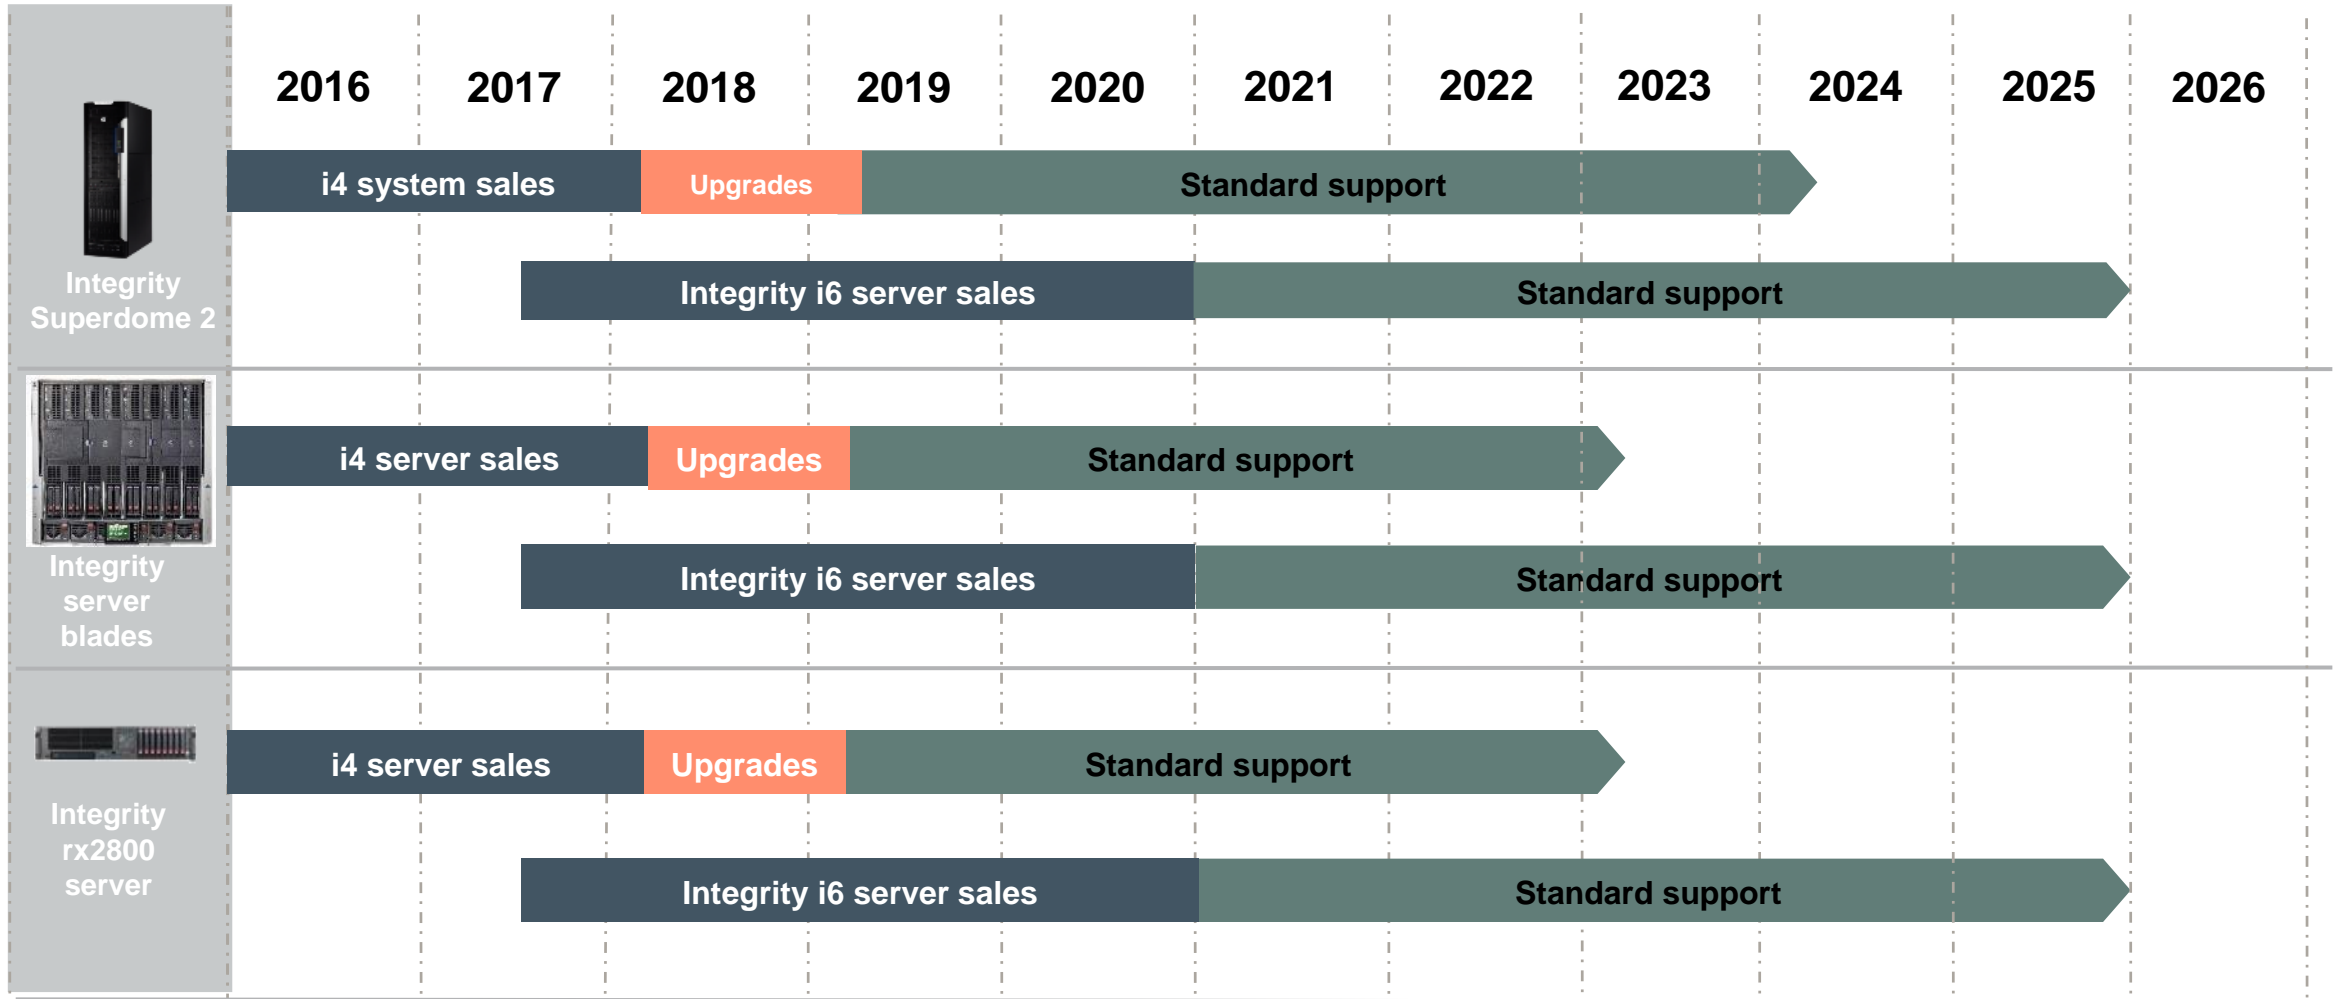 2016 2017 2018 2019 2020 2021 2022 2023 2024 2025 2026
i4 system sales Upgrades Standard support
Integrity
Superdome 2
Integrity i6 server sales Standard support
i4 server sales Upgrades Standard support
Integrity
server
blades
Integrity i6 server sales Standard support
i4 server sales Upgrades Standard support
Integrity
rx2800
server
Integrity i6 server sales Standard support